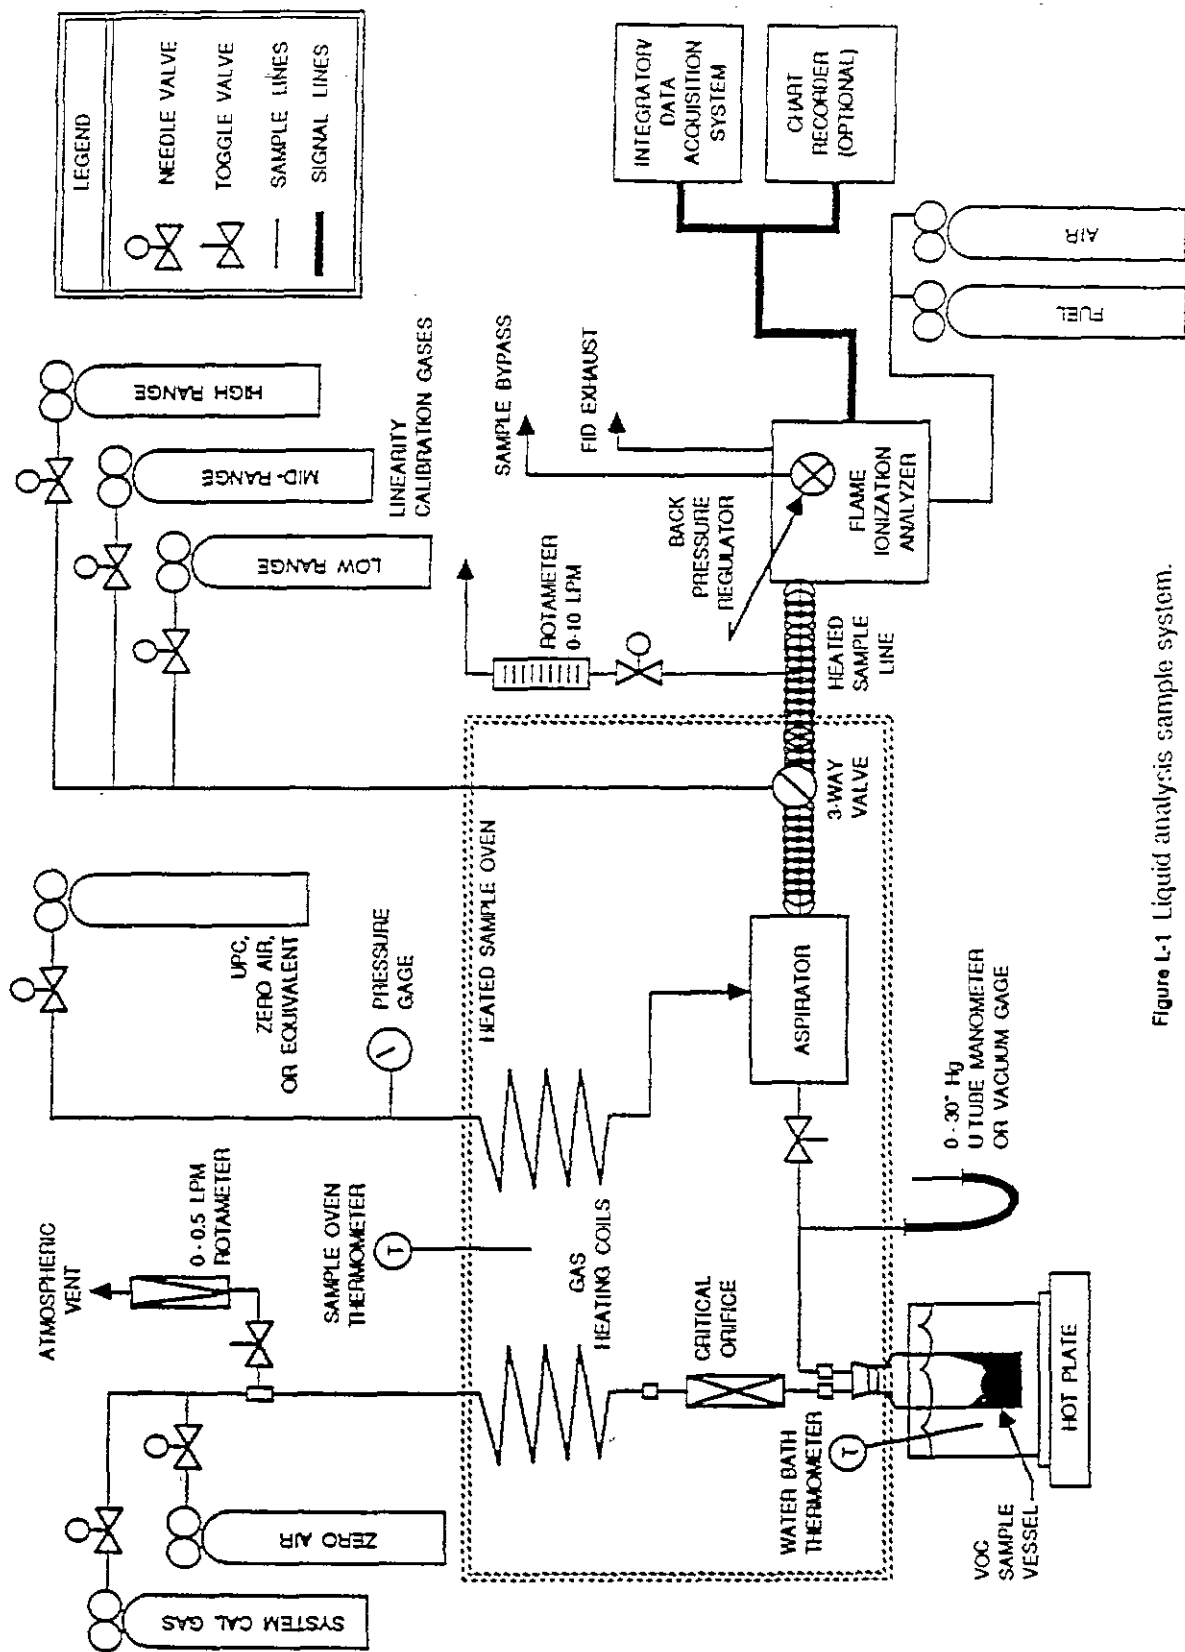 LEGEND
NEEDLE VALVE
TOGGLE VALVE
SAMPLE LINES
SIGNAL LINES
SYSTEM CAL GAS
ZERO AIR
ATMOSPHERIC
VENT
0-0.5 LPM
ROTAMETER
SAMPLE OVEN
THERMOMETER
T
GAS
HEATING COILS
UPC,
ZERO AIR,
OR EQUIVALENT
PRESSURE
GAGE
HEATED SAMPLE OVEN
HIGH RANGE
MID-RANGE
LOW RANGE
LINEARITY
CALIBRATION GASES
ROTAMETER
0-10 LPM
SAMPLE BYPASS
FID EXHAUST
BACK
PRESSURE
REGULATOR
INTEGRATOR/
DATA
ACQUISITION
SYSTEM
CHART
RECORDER
(OPTIONAL)
CRITICAL
ORIFICE
WATER BATH
THERMOMETER
T
ASPIRATOR
3-WAY
VALVE
HEATED
SAMPLE
LINE
FLAME
IONIZATION
ANALYZER
FUEL
AIR
VOC
SAMPLE
VESSEL
HOT PLATE
0-30" Hg
U TUBE MANOMETER
OR VACUUM GAGE
Figure L-1 Liquid analysis sample system.